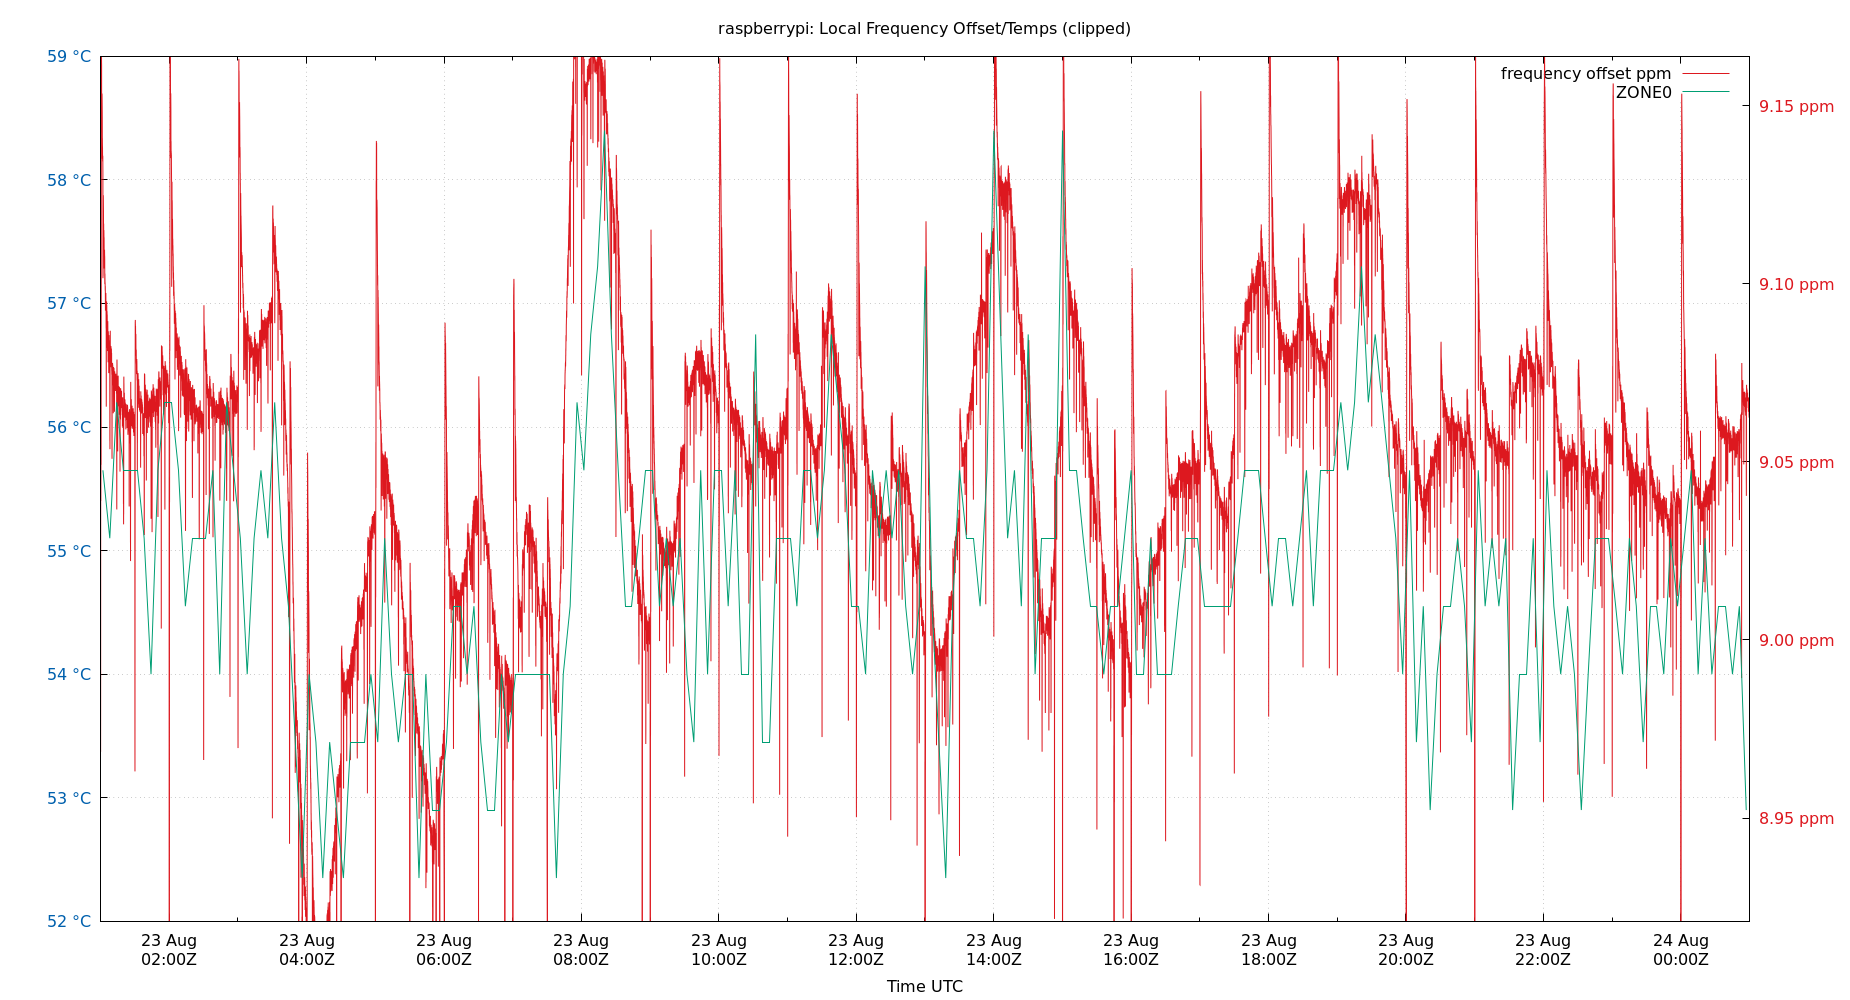 raspberrypi: Local Frequency Offset/Temps (clipped)
frequency offset ppm
ZONE0
59 °C
58 °C
57 °C
56 °C
55 °C
54 °C
53 °C
52 °C
9.15 ppm
9.10 ppm
9.05 ppm
9.00 ppm
8.95 ppm
23 Aug 23 Aug 23 Aug 23 Aug 23 Aug 23 Aug 23 Aug 23 Aug 23 Aug 23 Aug 23 Aug 24 Aug
02:00Z 04:00Z 06:00Z 08:00Z 10:00Z 12:00Z 14:00Z 16:00Z 18:00Z 20:00Z 22:00Z 00:00Z
Time UTC